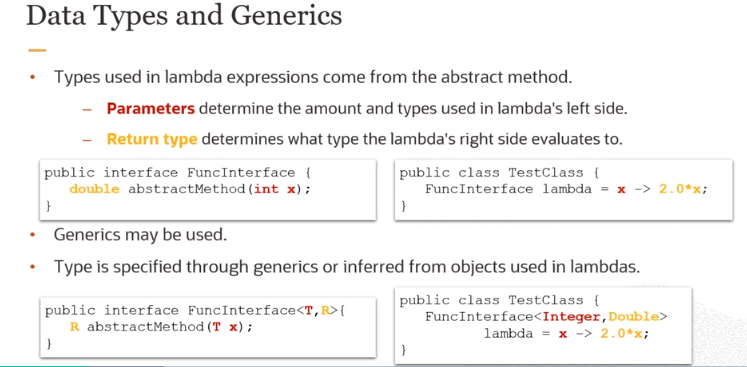 Data Types and Generics
• Types used in lambda expressions come from the abstract method.
– Parameters determine the amount and types used in lambda's left side.
– Return type determines what type the lambda's right side evaluates to.
public interface FuncInterface {
double abstractMethod(int x);
}
public class TestClass {
FuncInterface lambda = x -> 2.0*x;
}
• Generics may be used.
• Type is specified through generics or inferred from objects used in lambdas.
public interface FuncInterface<T,R>{
R abstractMethod(T x);
}
public class TestClass {
FuncInterface<Integer,Double>
lambda = x -> 2.0*x;
}